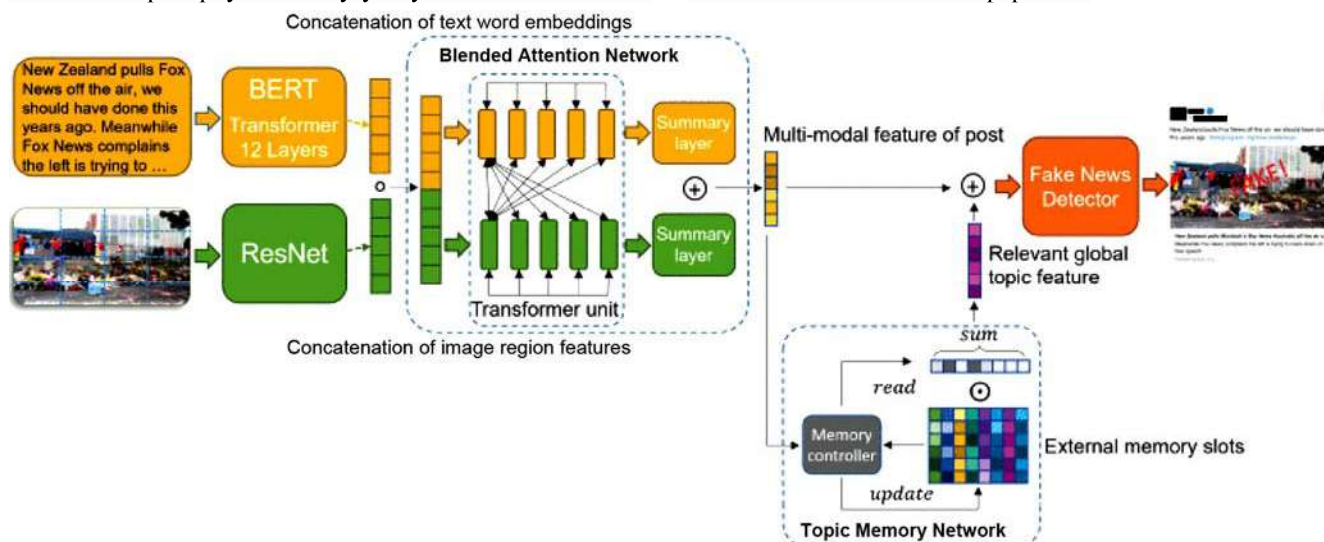 Concatenation of text word embeddings
Blended Attention Network
New Zealand pulls Fox
News off the air, we
should have done this
years ago. Meanwhile
Fox News complains
the left is trying to ...
BERT
Transformer
12 Layers
Summary
layer
Multi-modal feature of post
Fake News
Detector
FAKE!
ResNet
Summary
layer
Transformer unit
Relevant global
topic feature
Concatenation of image region features
sum
read
Memory
controller
External memory slots
update
Topic Memory Network